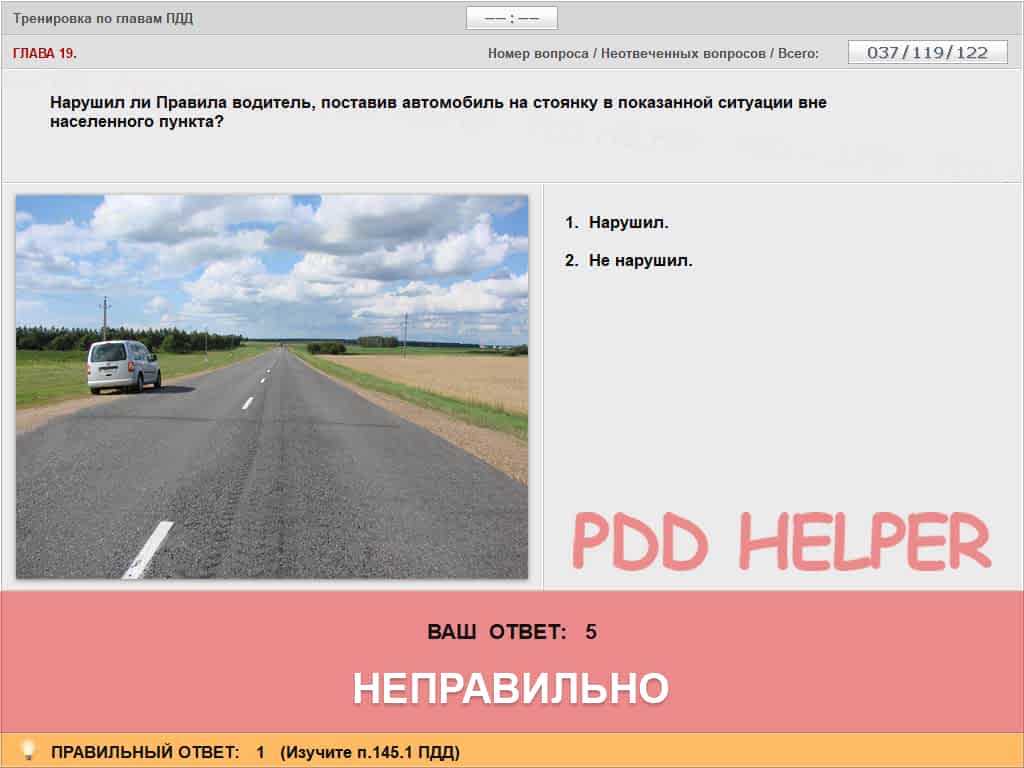 Тренировка по главам ПДД
–– : ––
ГЛАВА 19.
Номер вопроса / Неотвеченных вопросов / Всего:
037/119/122
Нарушил ли Правила водитель, поставив автомобиль на стоянку в показанной ситуации вне
населенного пункта?
1. Нарушил.
2. Не нарушил.
PDD HELPER
ВАШ ОТВЕТ: 5
НЕПРАВИЛЬНО
ПРАВИЛЬНЫЙ ОТВЕТ: 1 (Изучите п.145.1 ПДД)